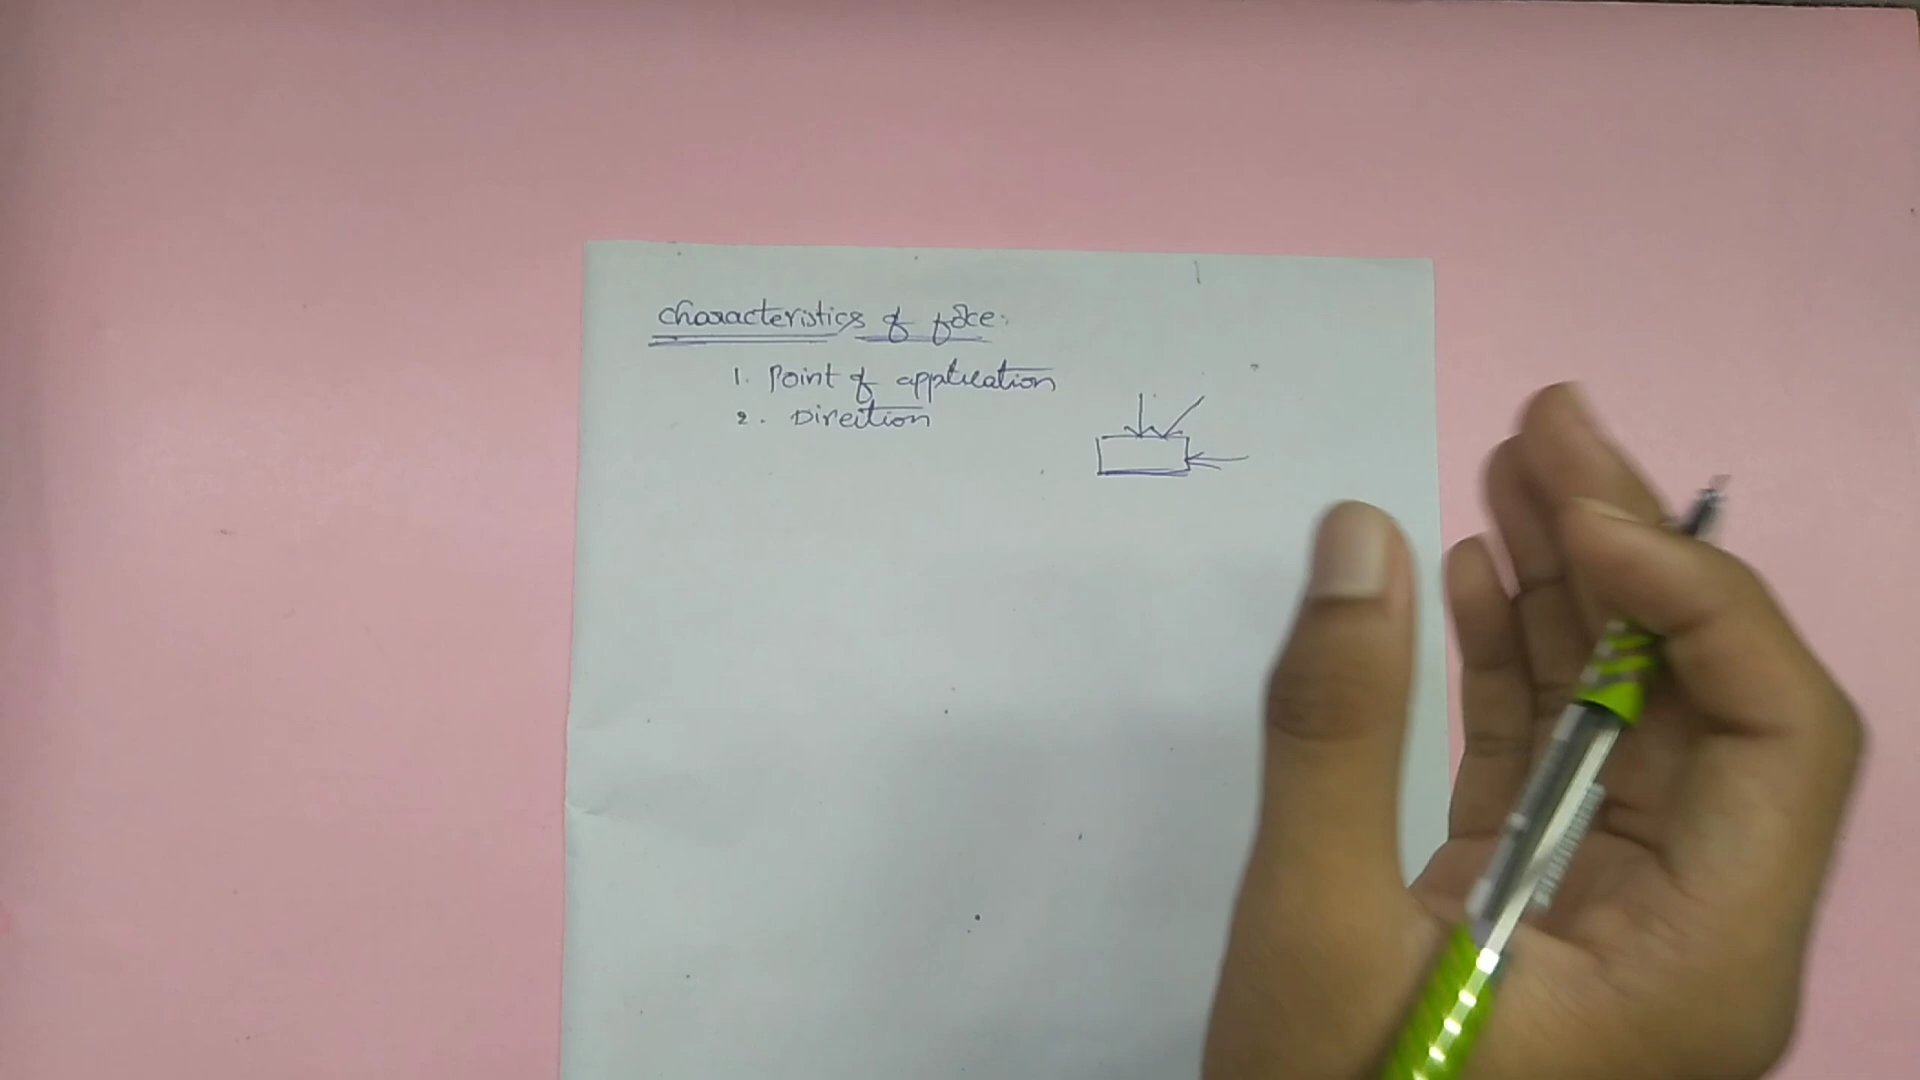 characteristics of force:
1. Point of application
2. Direction